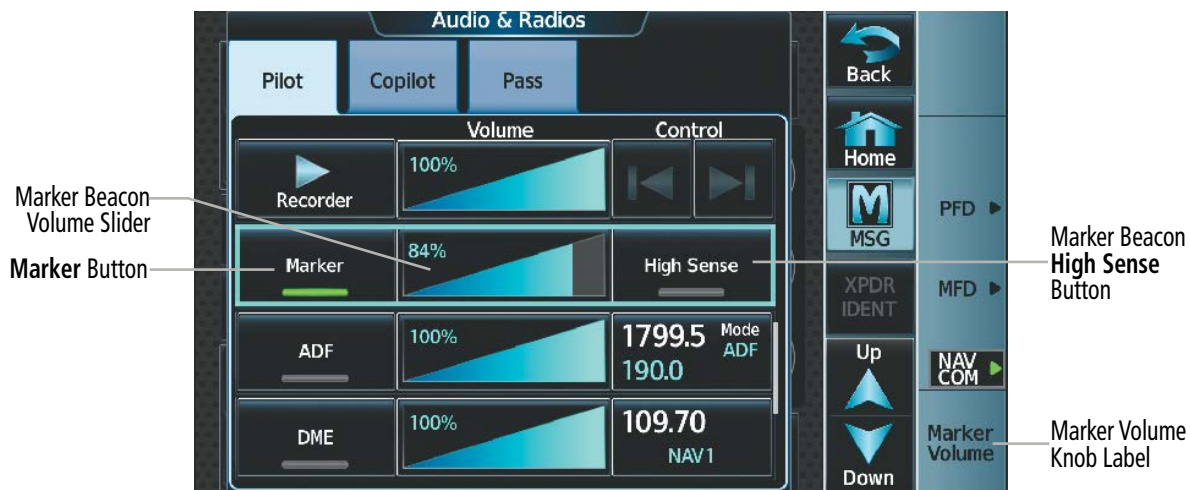 Audio & Radios
Pilot
Copilot
Pass
Volume
Control
Recorder
100%
Marker
84%
High Sense
ADF
100%
1799.5
Mode
ADF
190.0
DME
100%
109.70
NAV1
Back
Home
MSG
XPDR
IDENT
Up
Down
PFD
MFD
NAV
COM
Marker
Volume
Marker Beacon
Volume Slider
Marker Button
Marker Beacon
High Sense
Button
Marker Volume
Knob Label